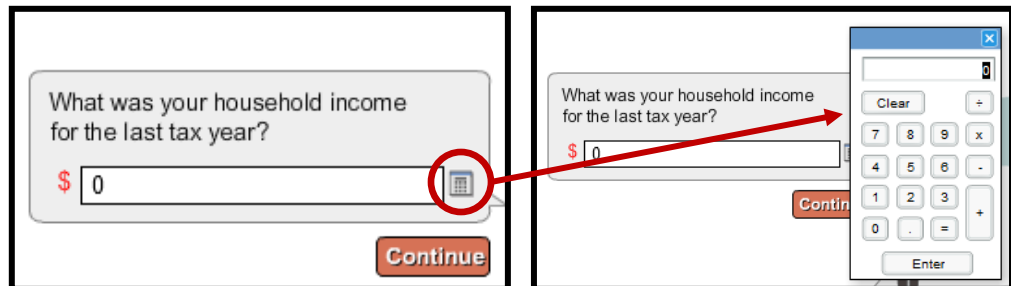 What was your household income
for the last tax year?
$ 0
Continue
What was your household income
for the last tax year?
$ 0
Contin
0
Clear ÷
7 8 9 x
4 5 6 -
1 2 3 +
0 . =
Enter